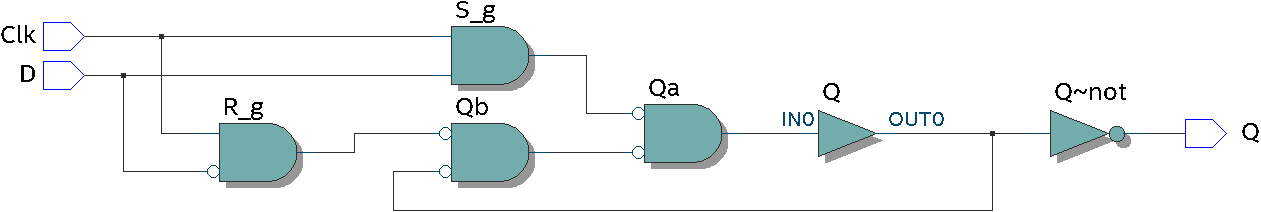 Clk
D
S_g
R_g
Qb
Qa
IN0
Q
OUT0
Q~not
Q